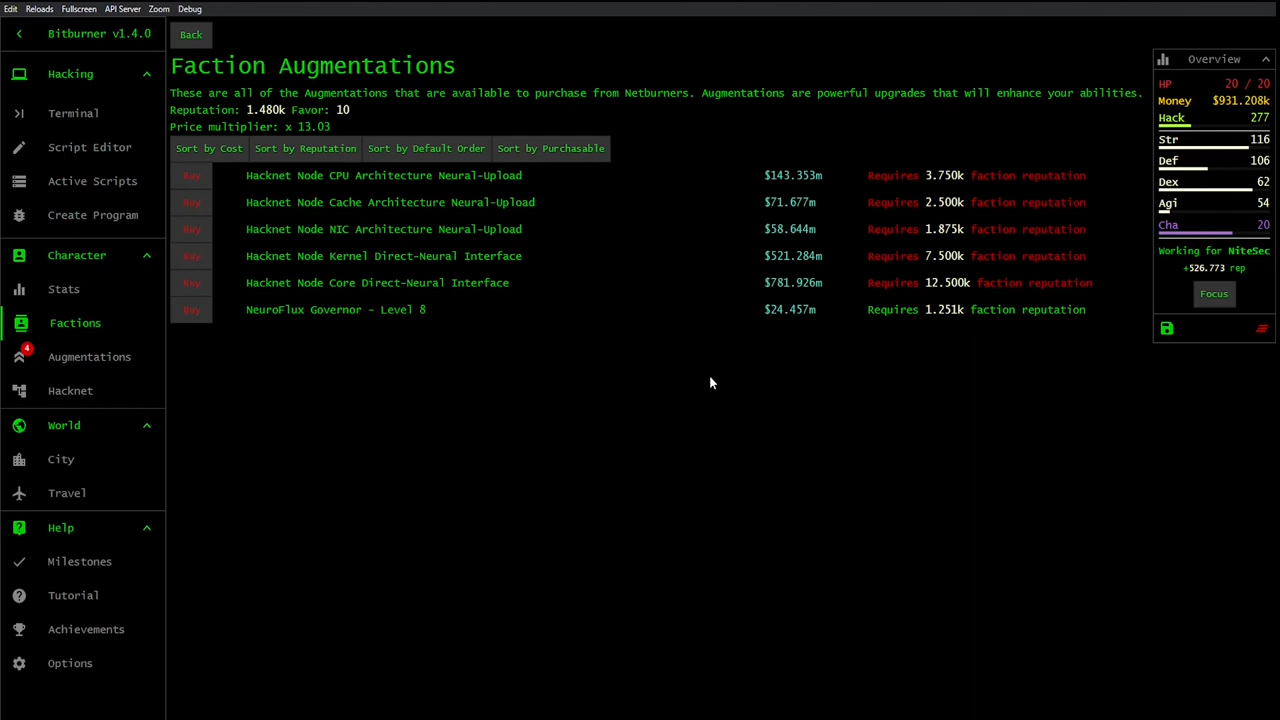 Edit Reloads Fullscreen API Server Zoom Debug
Bitburner v1.4.0
Hacking
Terminal
Script Editor
Active Scripts
Create Program
Character
Stats
Factions
4
Augmentations
Hacknet
World
City
Travel
Help
Milestones
Tutorial
Achievements
Options
Back
Faction Augmentations
These are all of the Augmentations that are available to purchase from Netburners. Augmentations are powerful upgrades that will enhance your abilities.
Reputation: 1.480k Favor: 10
Price multiplier: x 13.03
Sort by Cost Sort by Reputation Sort by Default Order Sort by Purchasable
Buy Hacknet Node CPU Architecture Neural-Upload $143.353m Requires 3.750k faction reputation
Buy Hacknet Node Cache Architecture Neural-Upload $71.677m Requires 2.500k faction reputation
Buy Hacknet Node NIC Architecture Neural-Upload $58.644m Requires 1.875k faction reputation
Buy Hacknet Node Kernel Direct-Neural Interface $521.284m Requires 7.500k faction reputation
Buy Hacknet Node Core Direct-Neural Interface $781.926m Requires 12.500k faction reputation
Buy NeuroFlux Governor - Level 8 $24.457m Requires 1.251k faction reputation
Overview
HP 20 / 20
Money $931.208k
Hack 277
Str 116
Def 106
Dex 62
Agi 54
Cha 20
Working for NiteSec
+526.773 rep
Focus